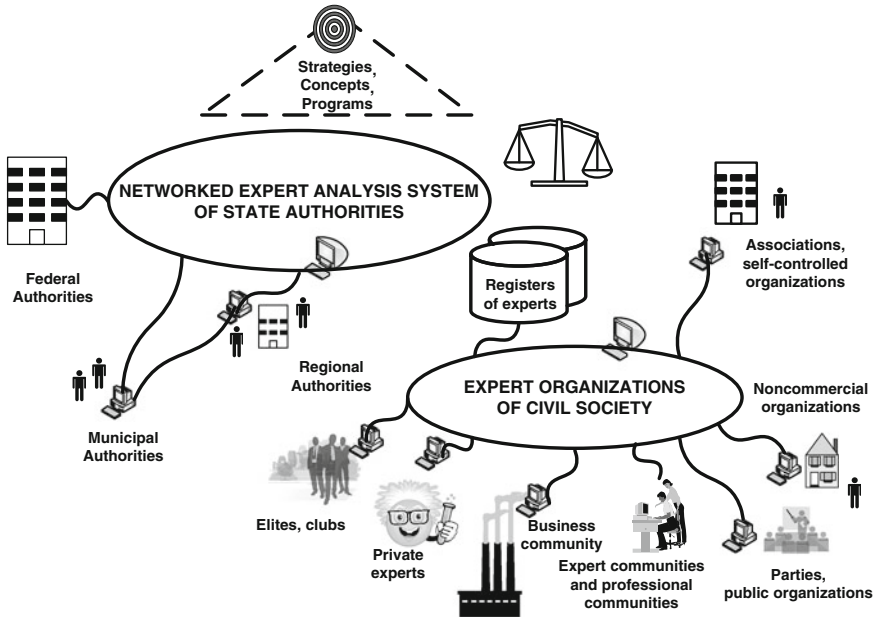 Strategies,
Concepts,
Programs
NETWORKED EXPERT ANALYSIS SYSTEM
OF STATE AUTHORITIES
Federal
Authorities
Municipal
Authorities
Regional
Authorities
Registers
of experts
Associations,
self-controlled
organizations
EXPERT ORGANIZATIONS
OF CIVIL SOCIETY
Noncommercial
organizations
Elites, clubs
Private
experts
Business
community
Expert communities
and professional
communities
Parties,
public organizations